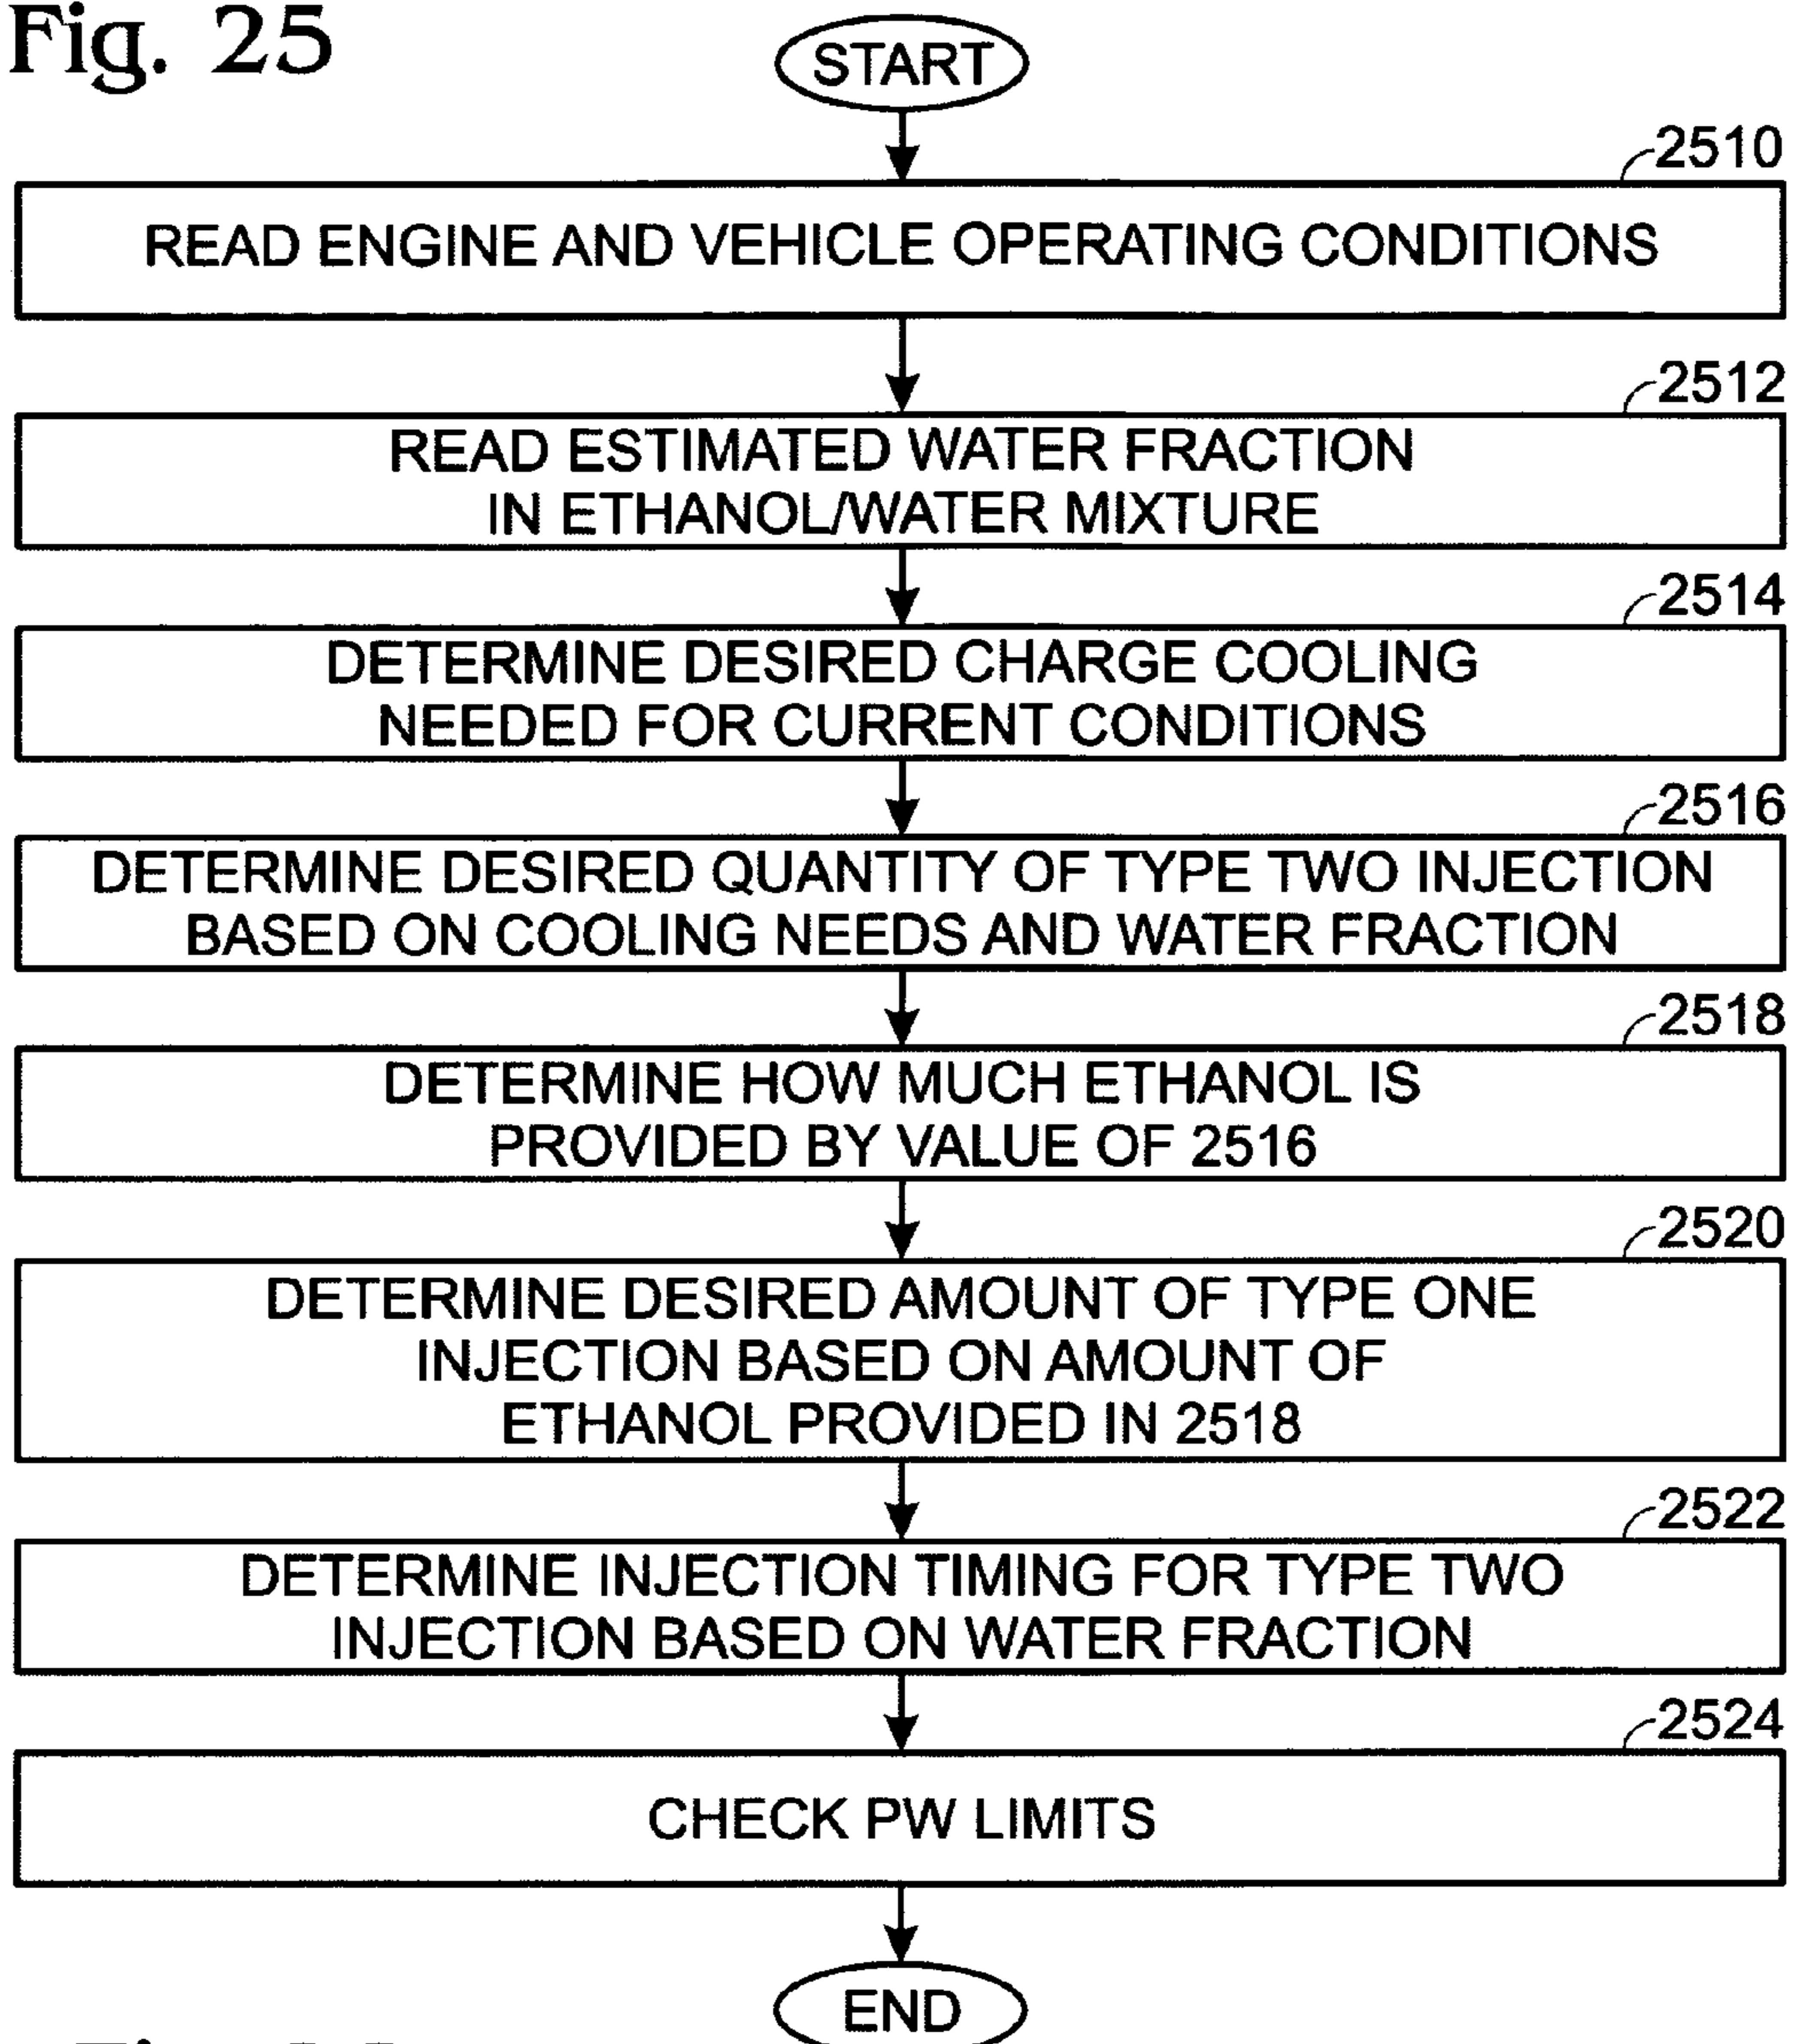 Fig. 25
START
2510
READ ENGINE AND VEHICLE OPERATING CONDITIONS
2512
READ ESTIMATED WATER FRACTION
IN ETHANOL/WATER MIXTURE
2514
DETERMINE DESIRED CHARGE COOLING
NEEDED FOR CURRENT CONDITIONS
2516
DETERMINE DESIRED QUANTITY OF TYPE TWO INJECTION
BASED ON COOLING NEEDS AND WATER FRACTION
2518
DETERMINE HOW MUCH ETHANOL IS
PROVIDED BY VALUE OF 2516
2520
DETERMINE DESIRED AMOUNT OF TYPE ONE
INJECTION BASED ON AMOUNT OF
ETHANOL PROVIDED IN 2518
2522
DETERMINE INJECTION TIMING FOR TYPE TWO
INJECTION BASED ON WATER FRACTION
2524
CHECK PW LIMITS
END